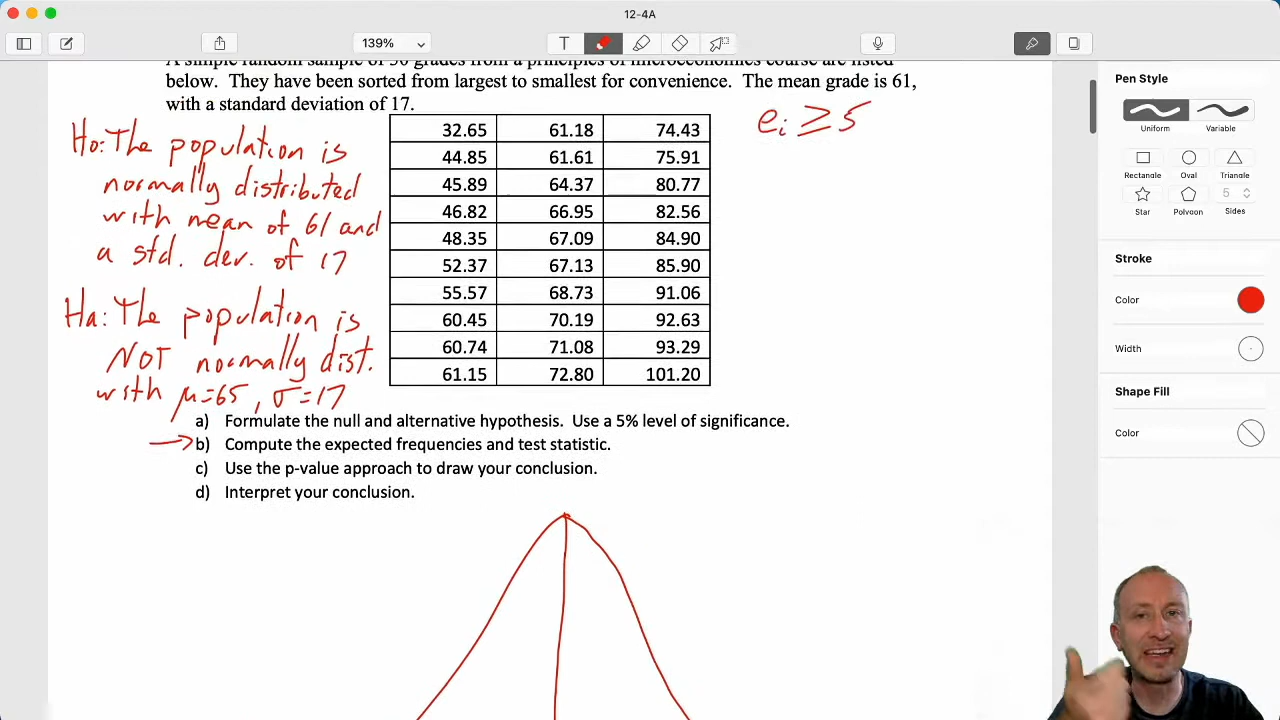 12-4A
139%
T
A simple random sample of 30 grades from a principles of microeconomics course are listed
below. They have been sorted from largest to smallest for convenience. The mean grade is 61,
with a standard deviation of 17.
Ho: The population is
normally distributed
with mean of 61 and
a std. dev. of 17
Ha: The population is
NOT normally dist.
with μ=65, σ=17
32.65 61.18 74.43
44.85 61.61 75.91
45.89 64.37 80.77
46.82 66.95 82.56
48.35 67.09 84.90
52.37 67.13 85.90
55.57 68.73 91.06
60.45 70.19 92.63
60.74 71.08 93.29
61.15 72.80 101.20
ei ≥ 5
a) Formulate the null and alternative hypothesis. Use a 5% level of significance.
→ b) Compute the expected frequencies and test statistic.
c) Use the p-value approach to draw your conclusion.
d) Interpret your conclusion.
Pen Style
Uniform Variable
Rectangle Oval Triangle
5
Star Polygon Sides
Stroke
Color
Width
Shape Fill
Color